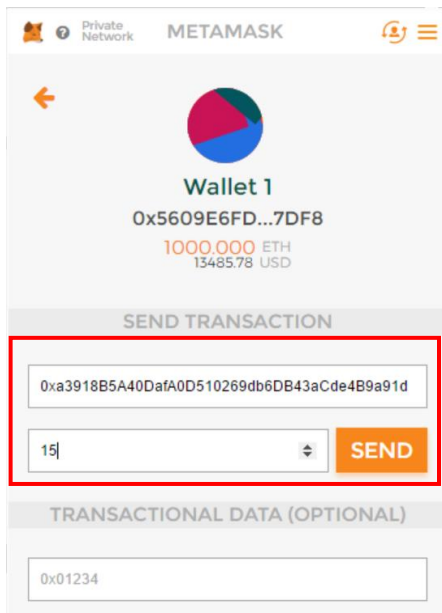 ? Private Network METAMASK
Wallet 1
0x5609E6FD...7DF8
1000.000 ETH
13485.78 USD
SEND TRANSACTION
0xa3918B5A40DafA0D510269db6DB43aCde4B9a91d
15 SEND
TRANSACTIONAL DATA (OPTIONAL)
0x01234